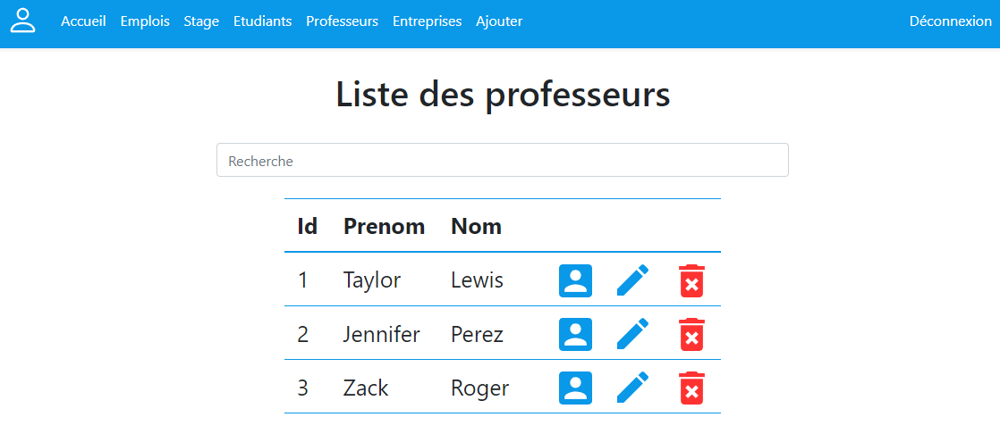 Accueil Emplois Stage Etudiants Professeurs Entreprises Ajouter Déconnexion
Liste des professeurs
Recherche
Id Prenom Nom
1 Taylor Lewis
2 Jennifer Perez
3 Zack Roger